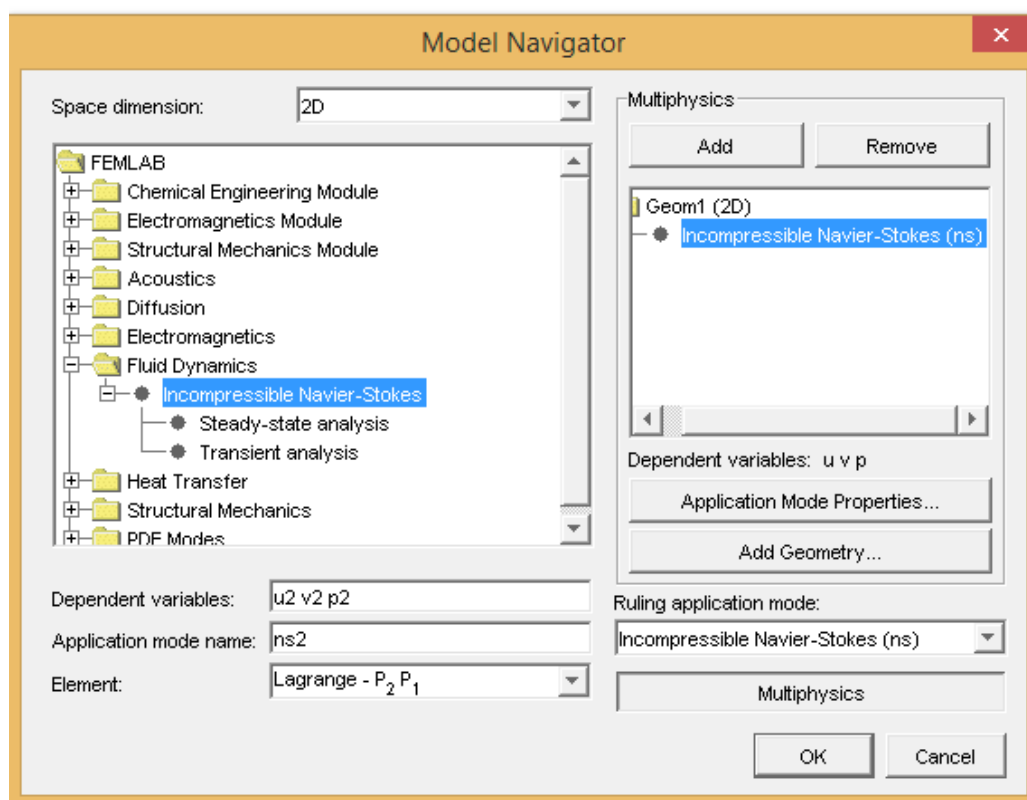 Model Navigator
Space dimension:
2D
FEMLAB
Chemical Engineering Module
Electromagnetics Module
Structural Mechanics Module
Acoustics
Diffusion
Electromagnetics
Fluid Dynamics
Incompressible Navier-Stokes
Steady-state analysis
Transient analysis
Heat Transfer
Structural Mechanics
PDE Modes
Dependent variables:
u2 v2 p2
Application mode name:
ns2
Element:
Lagrange - P₂ P₁
Multiphysics
Add
Remove
Geom1 (2D)
Incompressible Navier-Stokes (ns)
Dependent variables: u v p
Application Mode Properties...
Add Geometry...
Ruling application mode:
Incompressible Navier-Stokes (ns)
Multiphysics
OK
Cancel